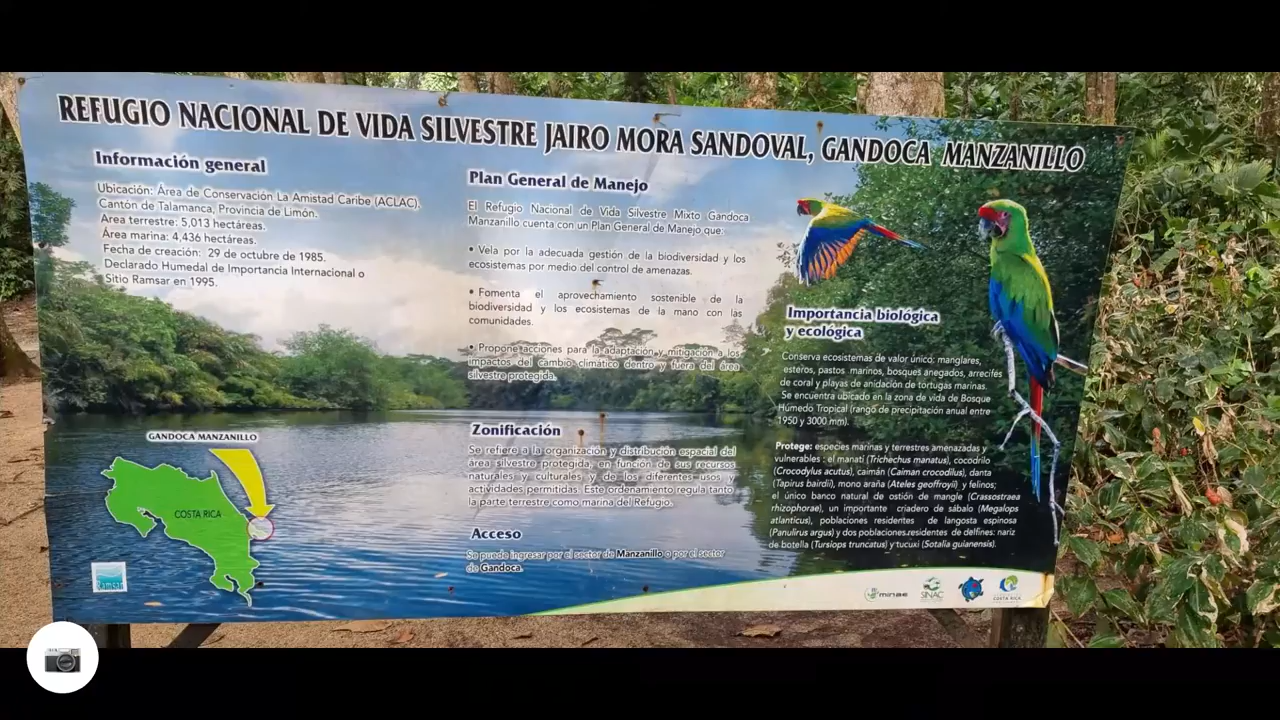 REFUGIO NACIONAL DE VIDA SILVESTRE JAIRO MORA SANDOVAL, GANDOCA MANZANILLO
Información general
Ubicación: Área de Conservación La Amistad Caribe (ACLAC).
Cantón de Talamanca, Provincia de Limón.
Área terrestre: 5,013 hectáreas.
Área marina: 4,436 hectáreas.
Fecha de creación: 29 de octubre de 1985.
Declarado Humedal de Importancia Internacional o
Sitio Ramsar en 1995.
GANDOCA MANZANILLO
COSTA RICA
Ramsar
Plan General de Manejo
El Refugio Nacional de Vida Silvestre Mixto Gandoca
Manzanillo cuenta con un Plan General de Manejo que:
• Vela por la adecuada gestión de la biodiversidad y los
ecosistemas por medio del control de amenazas.
• Fomenta el aprovechamiento sostenible de la
biodiversidad y los ecosistemas de la mano con las
comunidades.
• Propone acciones para la adaptación y mitigación a los
impactos del cambio climático dentro y fuera del área
silvestre protegida.
Zonificación
Se refiere a la organización y distribución espacial del
área silvestre protegida, en función de sus recursos
naturales y culturales y de los diferentes usos y
actividades permitidas. Este ordenamiento regula tanto
la parte terrestre como marina del Refugio.
Acceso
Se puede ingresar por el sector de Manzanillo o por el sector
de Gandoca.
Importancia biológica
y ecológica
Conserva ecosistemas de valor único: manglares,
esteros, pastos marinos, bosques anegados, arrecifes
de coral y playas de anidación de tortugas marinas.
Se encuentra ubicado en la zona de vida de Bosque
Húmedo Tropical (rango de precipitación anual entre
1950 y 3000 mm).
Protege: especies marinas y terrestres amenazadas y
vulnerables : el manatí (Trichechus manatus), cocodrilo
(Crocodylus acutus), caimán (Caiman crocodilus), danta
(Tapirus bairdii), mono araña (Ateles geoffroyii) y felinos;
el único banco natural de ostión de mangle (Crassostraea
rhizophorae), un importante criadero de sábalo (Megalops
atlanticus), poblaciones residentes de langosta espinosa
(Panulirus argus) y dos poblaciones residentes de delfines: nariz
de botella (Tursiops truncatus) y tucuxi (Sotalia guianensis).
minae
SINAC
COSTA RICA